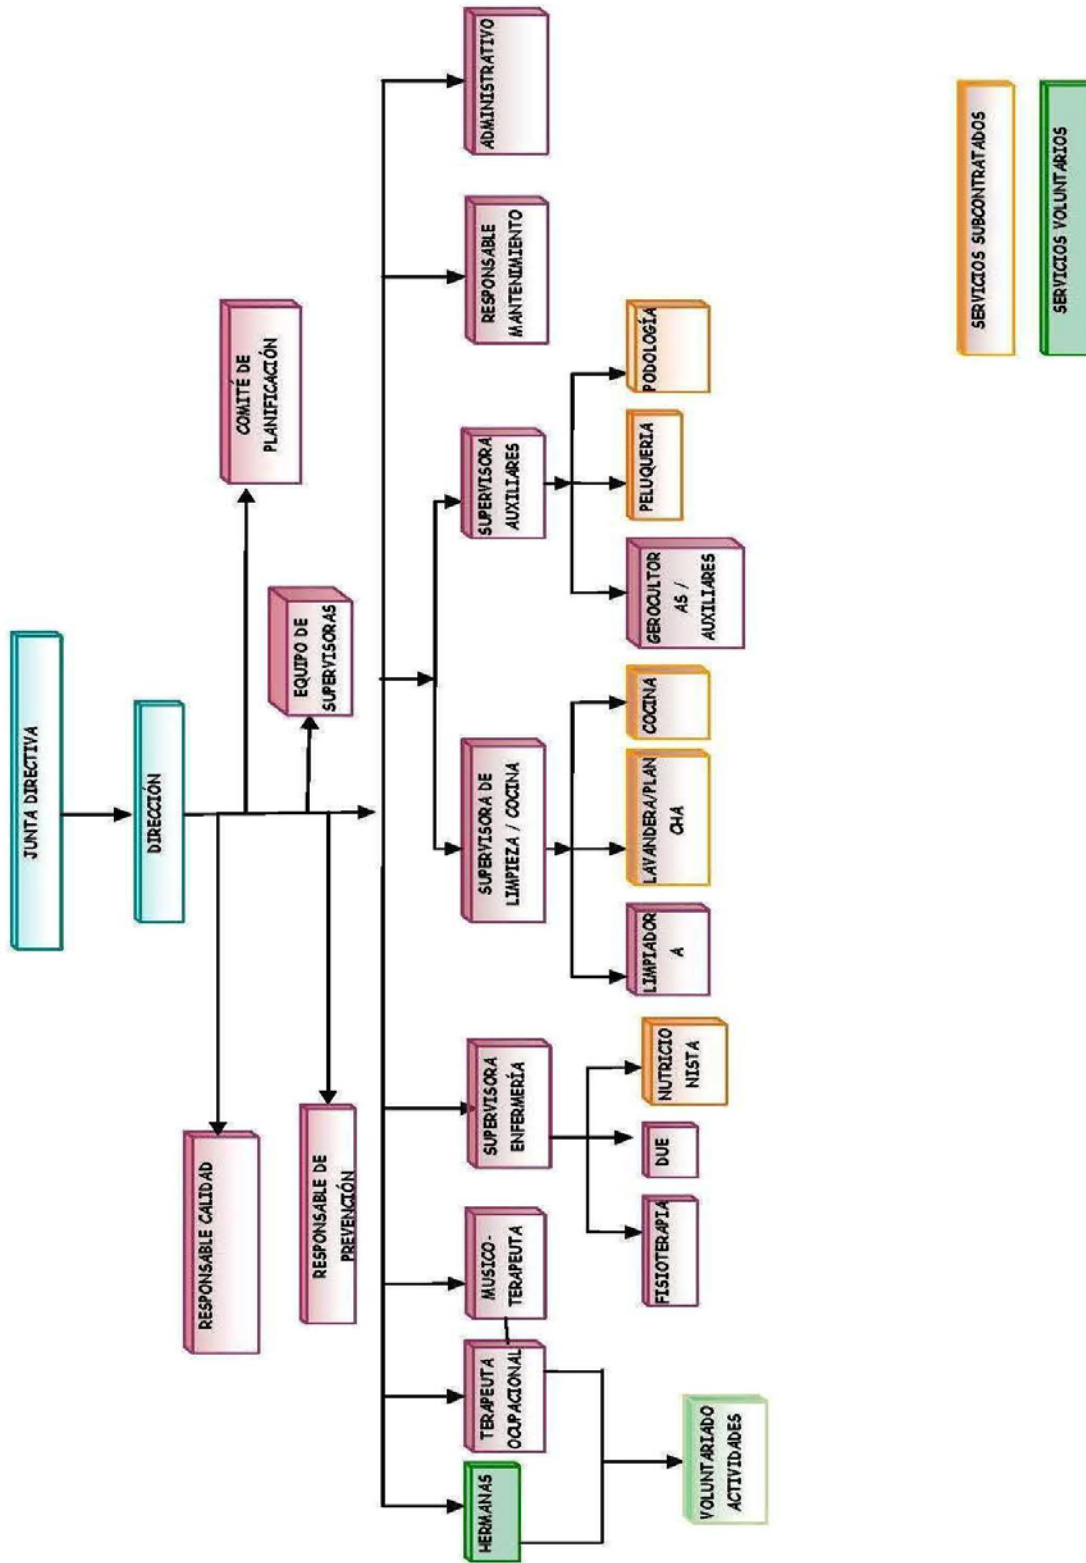 JUNTA DIRECTIVA
DIRECCIÓN
RESPONSABLE CALIDAD
COMITÉ DE
PLANIFICACIÓN
RESPONSABLE DE
PREVENCIÓN
EQUIPO DE
SUPERVISORAS
HERMANAS
TERAPEUTA
OCUPACIONAL
MUSICO-
TERAPEUTA
SUPERVISORA
ENFERMERÍA
SUPERVISORA DE
LIMPIEZA / COCINA
SUPERVISORA
AUXILIARES
RESPONSABLE
MANTENIMIENTO
ADMINISTRATIVO
VOLUNTARIADO
ACTIVIDADES
FISIOTERAPIA
DUE
NUTRICIO
NISTA
LIMPIADOR
A
LAVANDERA/PLAN
CHA
COCINA
GEROCULTOR
AS /
AUXILIARES
PELUQUERIA
PODOLOGÍA
SERVICIOS SUBCONTRATADOS
SERVICIOS VOLUNTARIOS